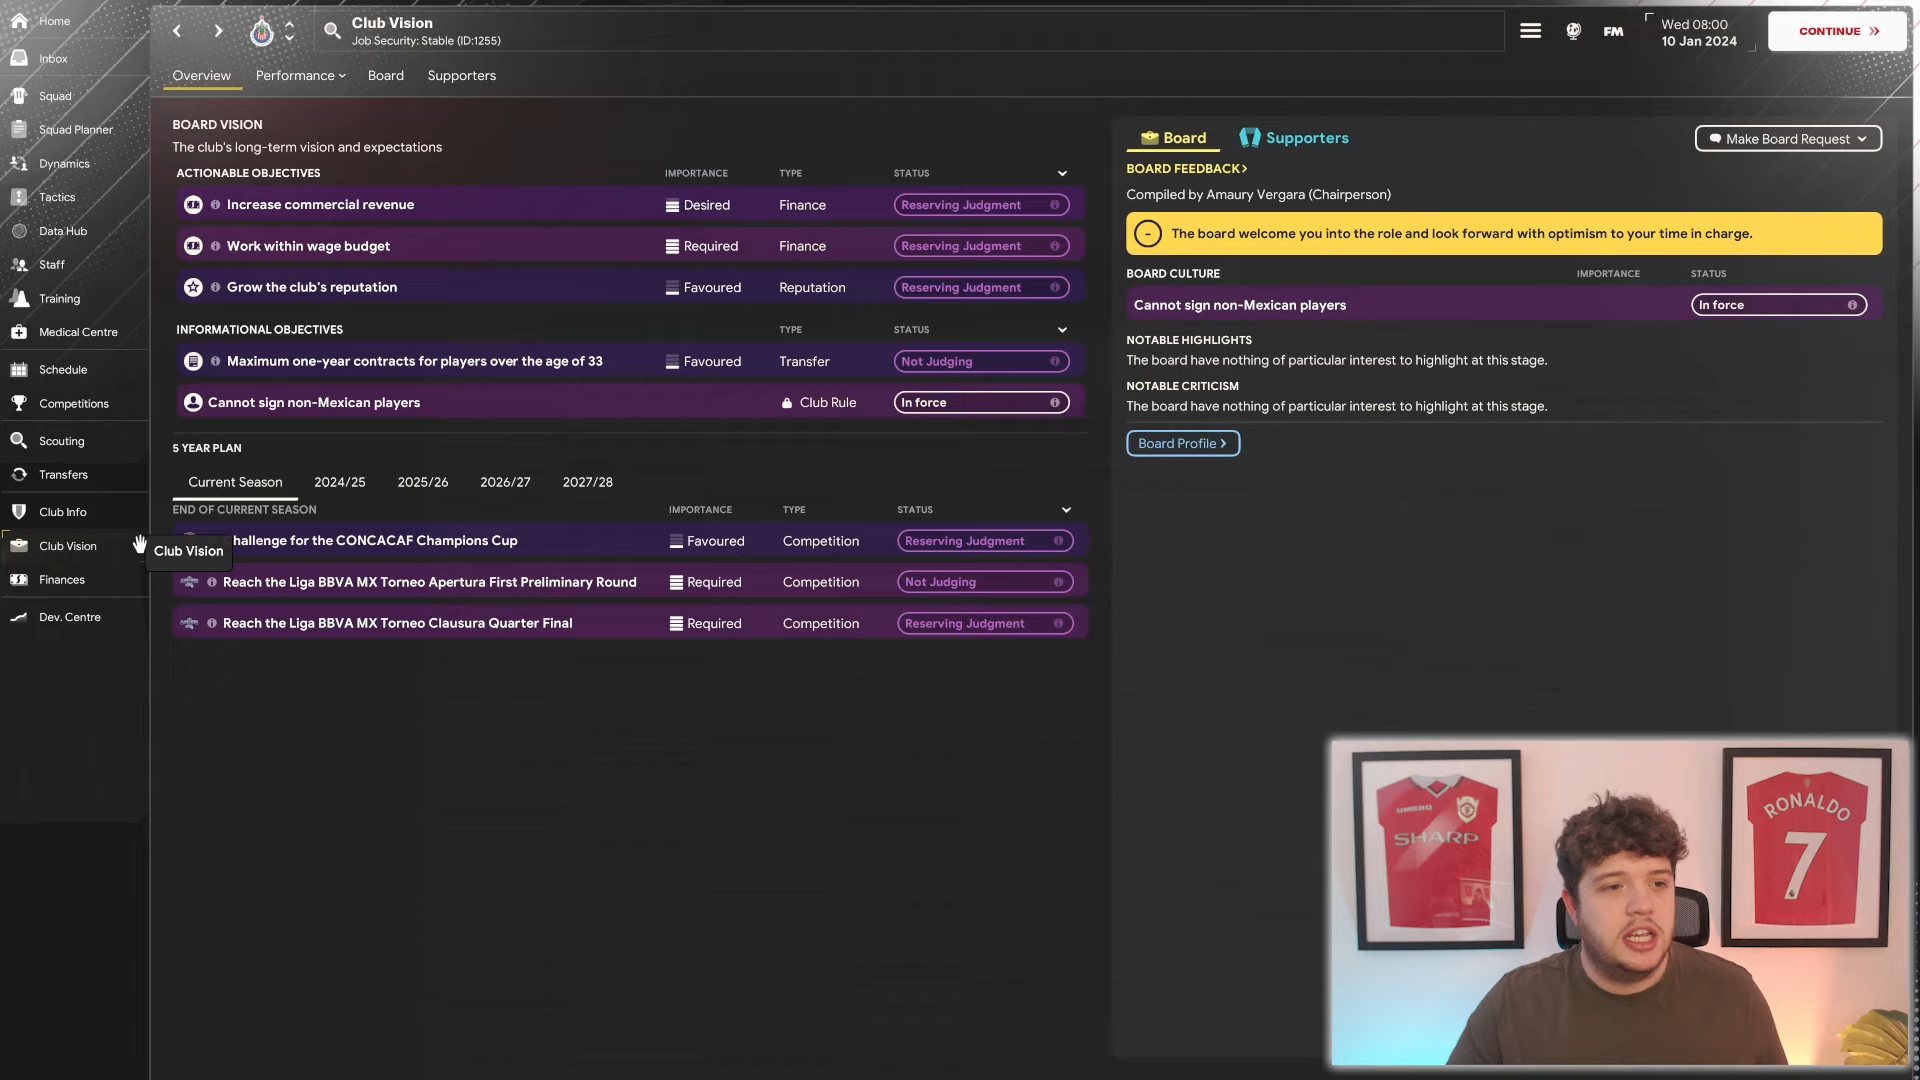 Home
Inbox
Squad
Squad Planner
Dynamics
Tactics
Data Hub
Staff
Training
Medical Centre
Schedule
Competitions
Scouting
Transfers
Club Info
Club Vision
Finances
Dev. Centre
Club Vision
Job Security: Stable (ID:1255)
FM
Wed 08:00
10 Jan 2024
CONTINUE
Overview Performance Board Supporters
BOARD VISION
The club's long-term vision and expectations
ACTIONABLE OBJECTIVES IMPORTANCE TYPE STATUS
Increase commercial revenue Desired Finance Reserving Judgment
Work within wage budget Required Finance Reserving Judgment
Grow the club's reputation Favoured Reputation Reserving Judgment
INFORMATIONAL OBJECTIVES TYPE STATUS
Maximum one-year contracts for players over the age of 33 Favoured Transfer Not Judging
Cannot sign non-Mexican players Club Rule In force
5 YEAR PLAN
Current Season 2024/25 2025/26 2026/27 2027/28
END OF CURRENT SEASON IMPORTANCE TYPE STATUS
hallenge for the CONCACAF Champions Cup Favoured Competition Reserving Judgment
Club Vision
Reach the Liga BBVA MX Torneo Apertura First Preliminary Round Required Competition Not Judging
Reach the Liga BBVA MX Torneo Clausura Quarter Final Required Competition Reserving Judgment
Board Supporters Make Board Request
BOARD FEEDBACK>
Compiled by Amaury Vergara (Chairperson)
The board welcome you into the role and look forward with optimism to your time in charge.
BOARD CULTURE IMPORTANCE STATUS
Cannot sign non-Mexican players In force
NOTABLE HIGHLIGHTS
The board have nothing of particular interest to highlight at this stage.
NOTABLE CRITICISM
The board have nothing of particular interest to highlight at this stage.
Board Profile >
UMBRO
SHARP
RONALDO
7